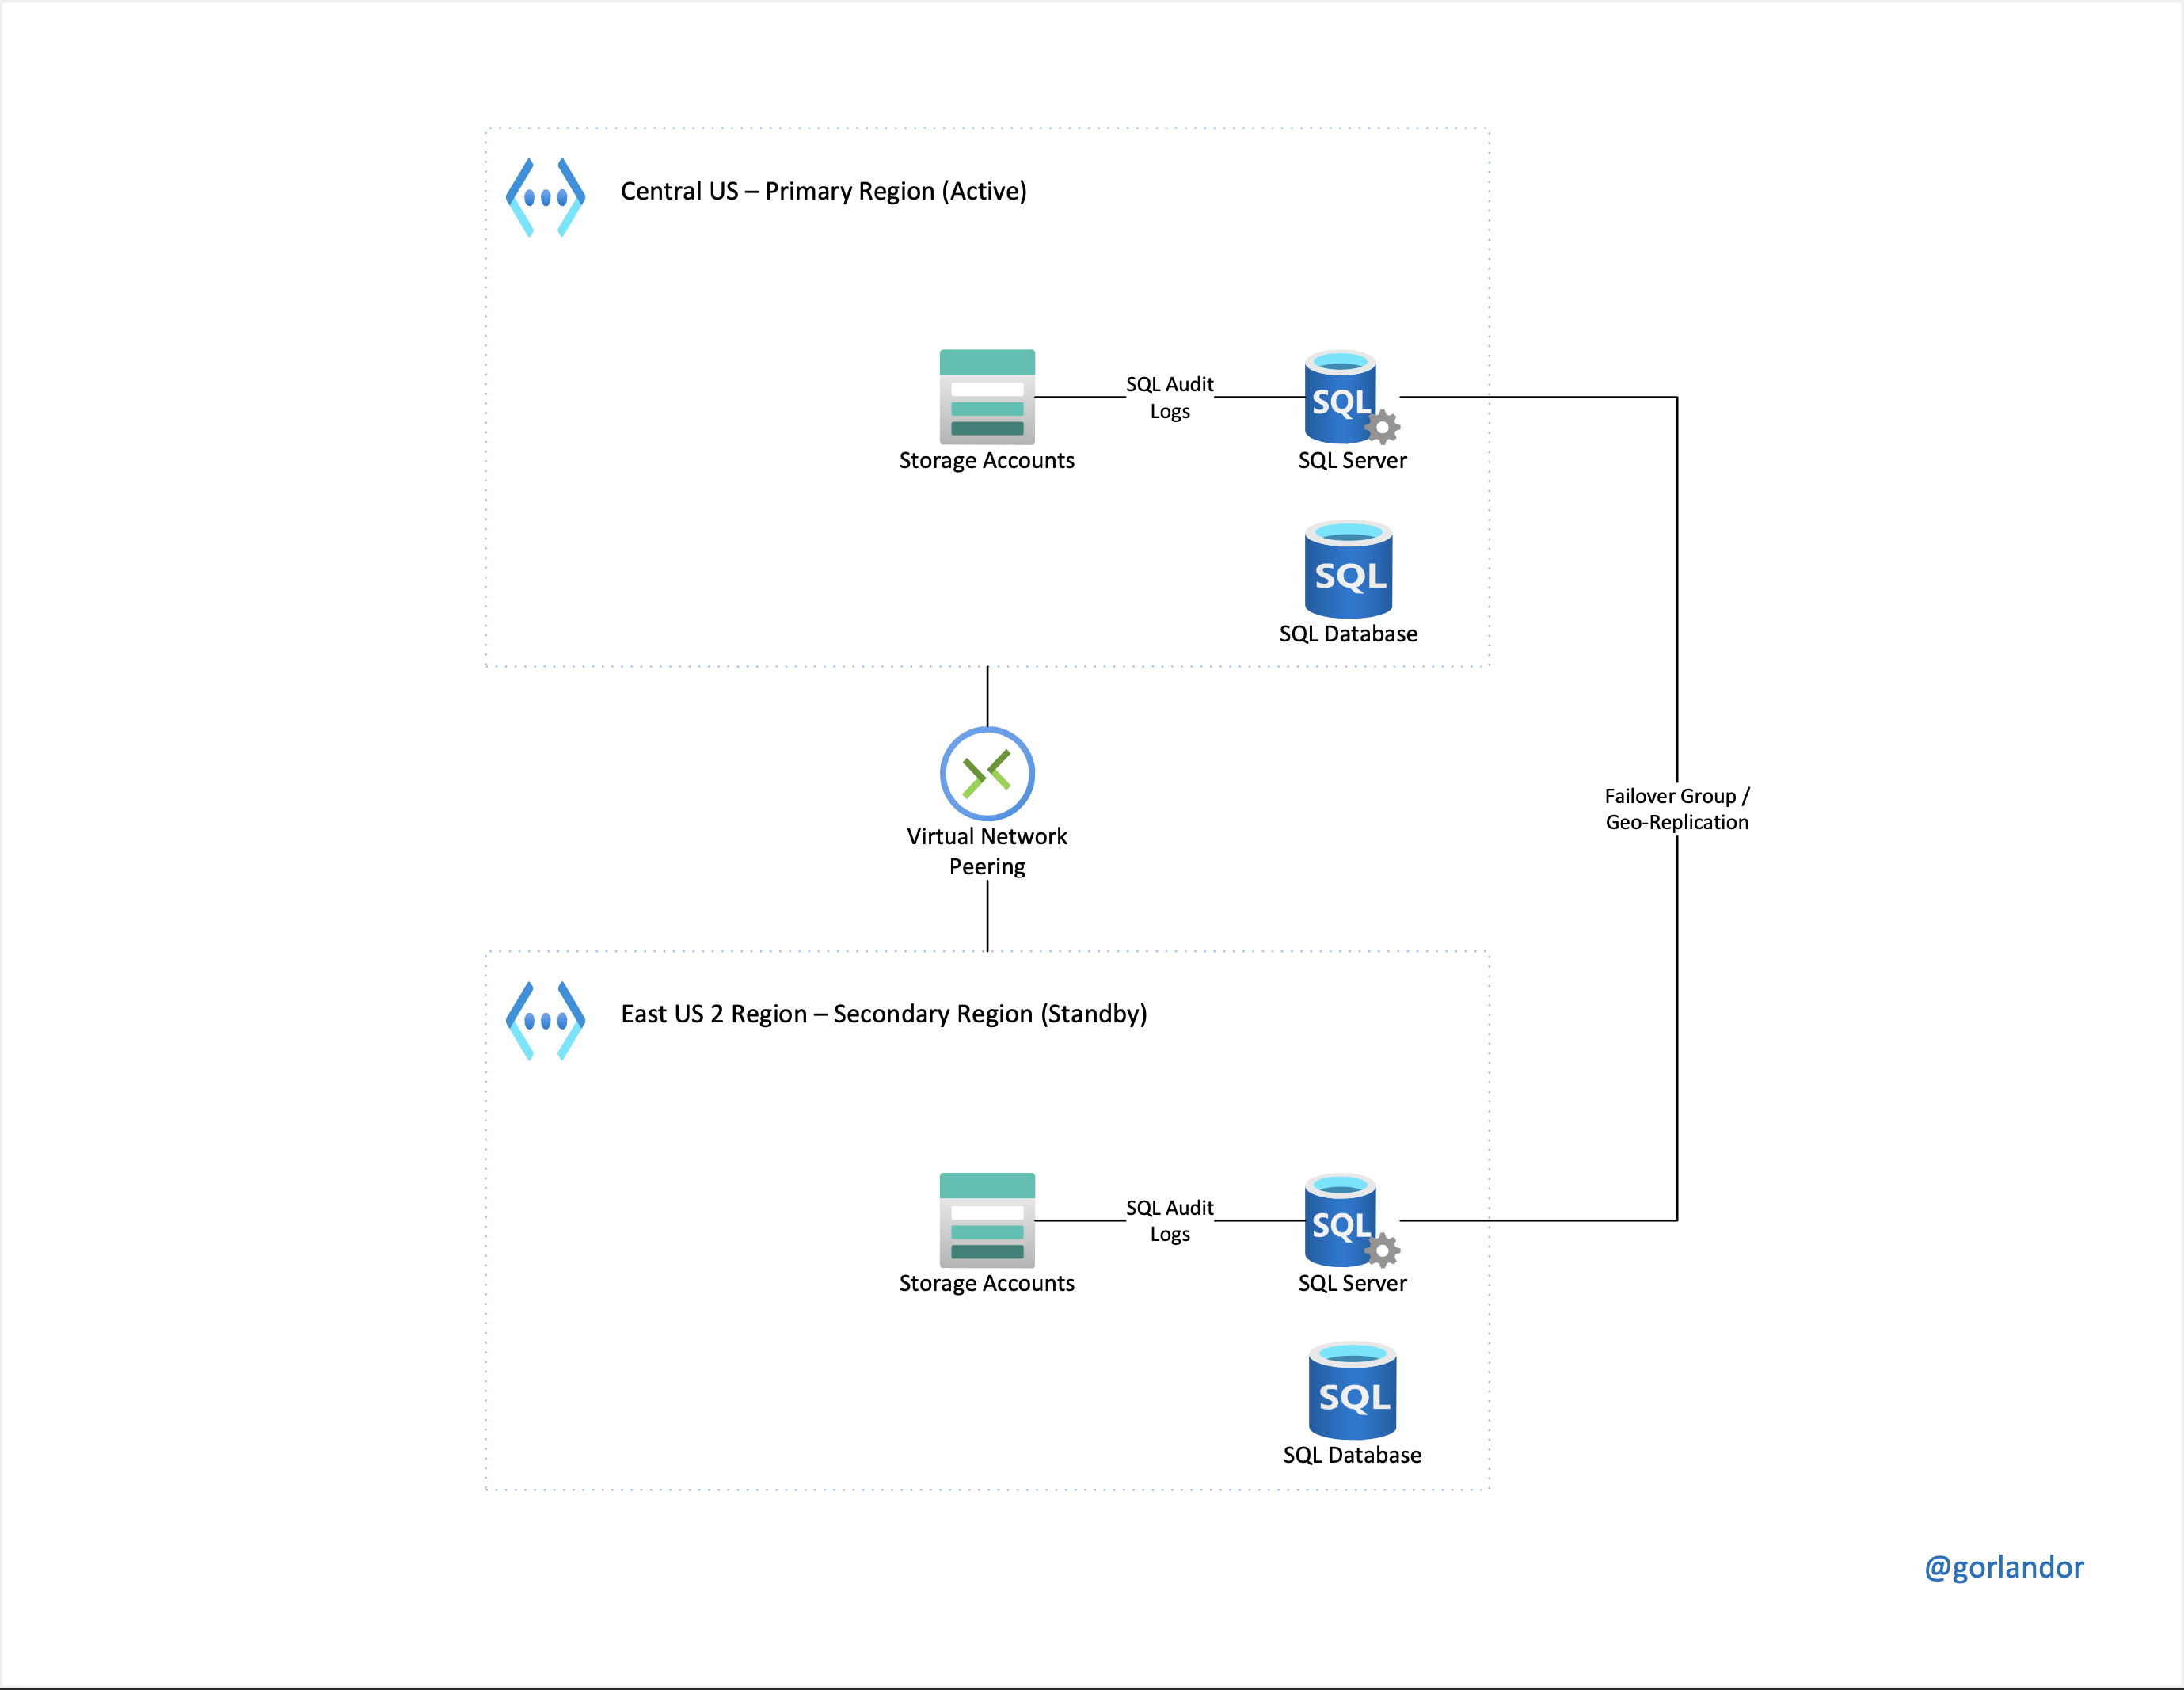 Central US – Primary Region (Active)
SQL Audit
Logs
SQL
Storage Accounts
SQL Server
SQL
SQL Database
Virtual Network
Peering
Failover Group /
Geo-Replication
East US 2 Region – Secondary Region (Standby)
SQL Audit
Logs
SQL
Storage Accounts
SQL Server
SQL
SQL Database
@gorlandor